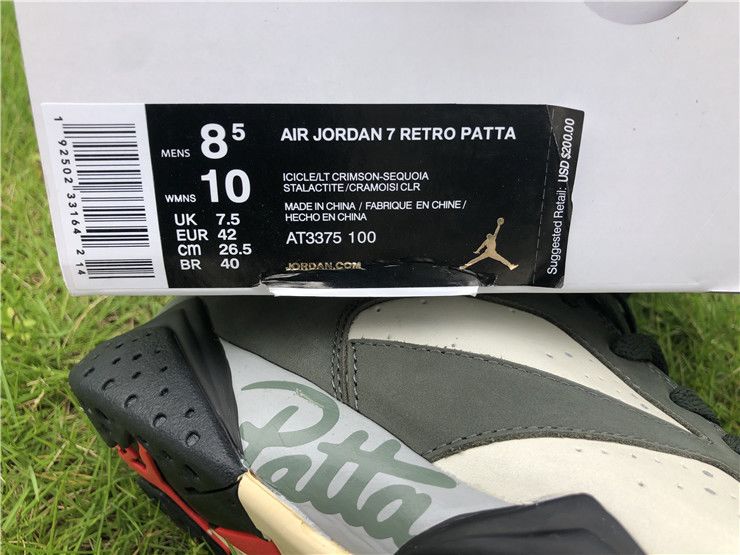 1 92502 33164 2 14
MENS 8⁵
WMNS 10
UK 7.5
EUR 42
cm 26.5
BR 40
AIR JORDAN 7 RETRO PATTA
ICICLE/LT CRIMSON-SEQUOIA
STALACTITE/CRAMOISI CLR
MADE IN CHINA / FABRIQUE EN CHINE /
HECHO EN CHINA
AT3375 100
JORDAN.COM
Suggested Retail: USD $200.00
Patta